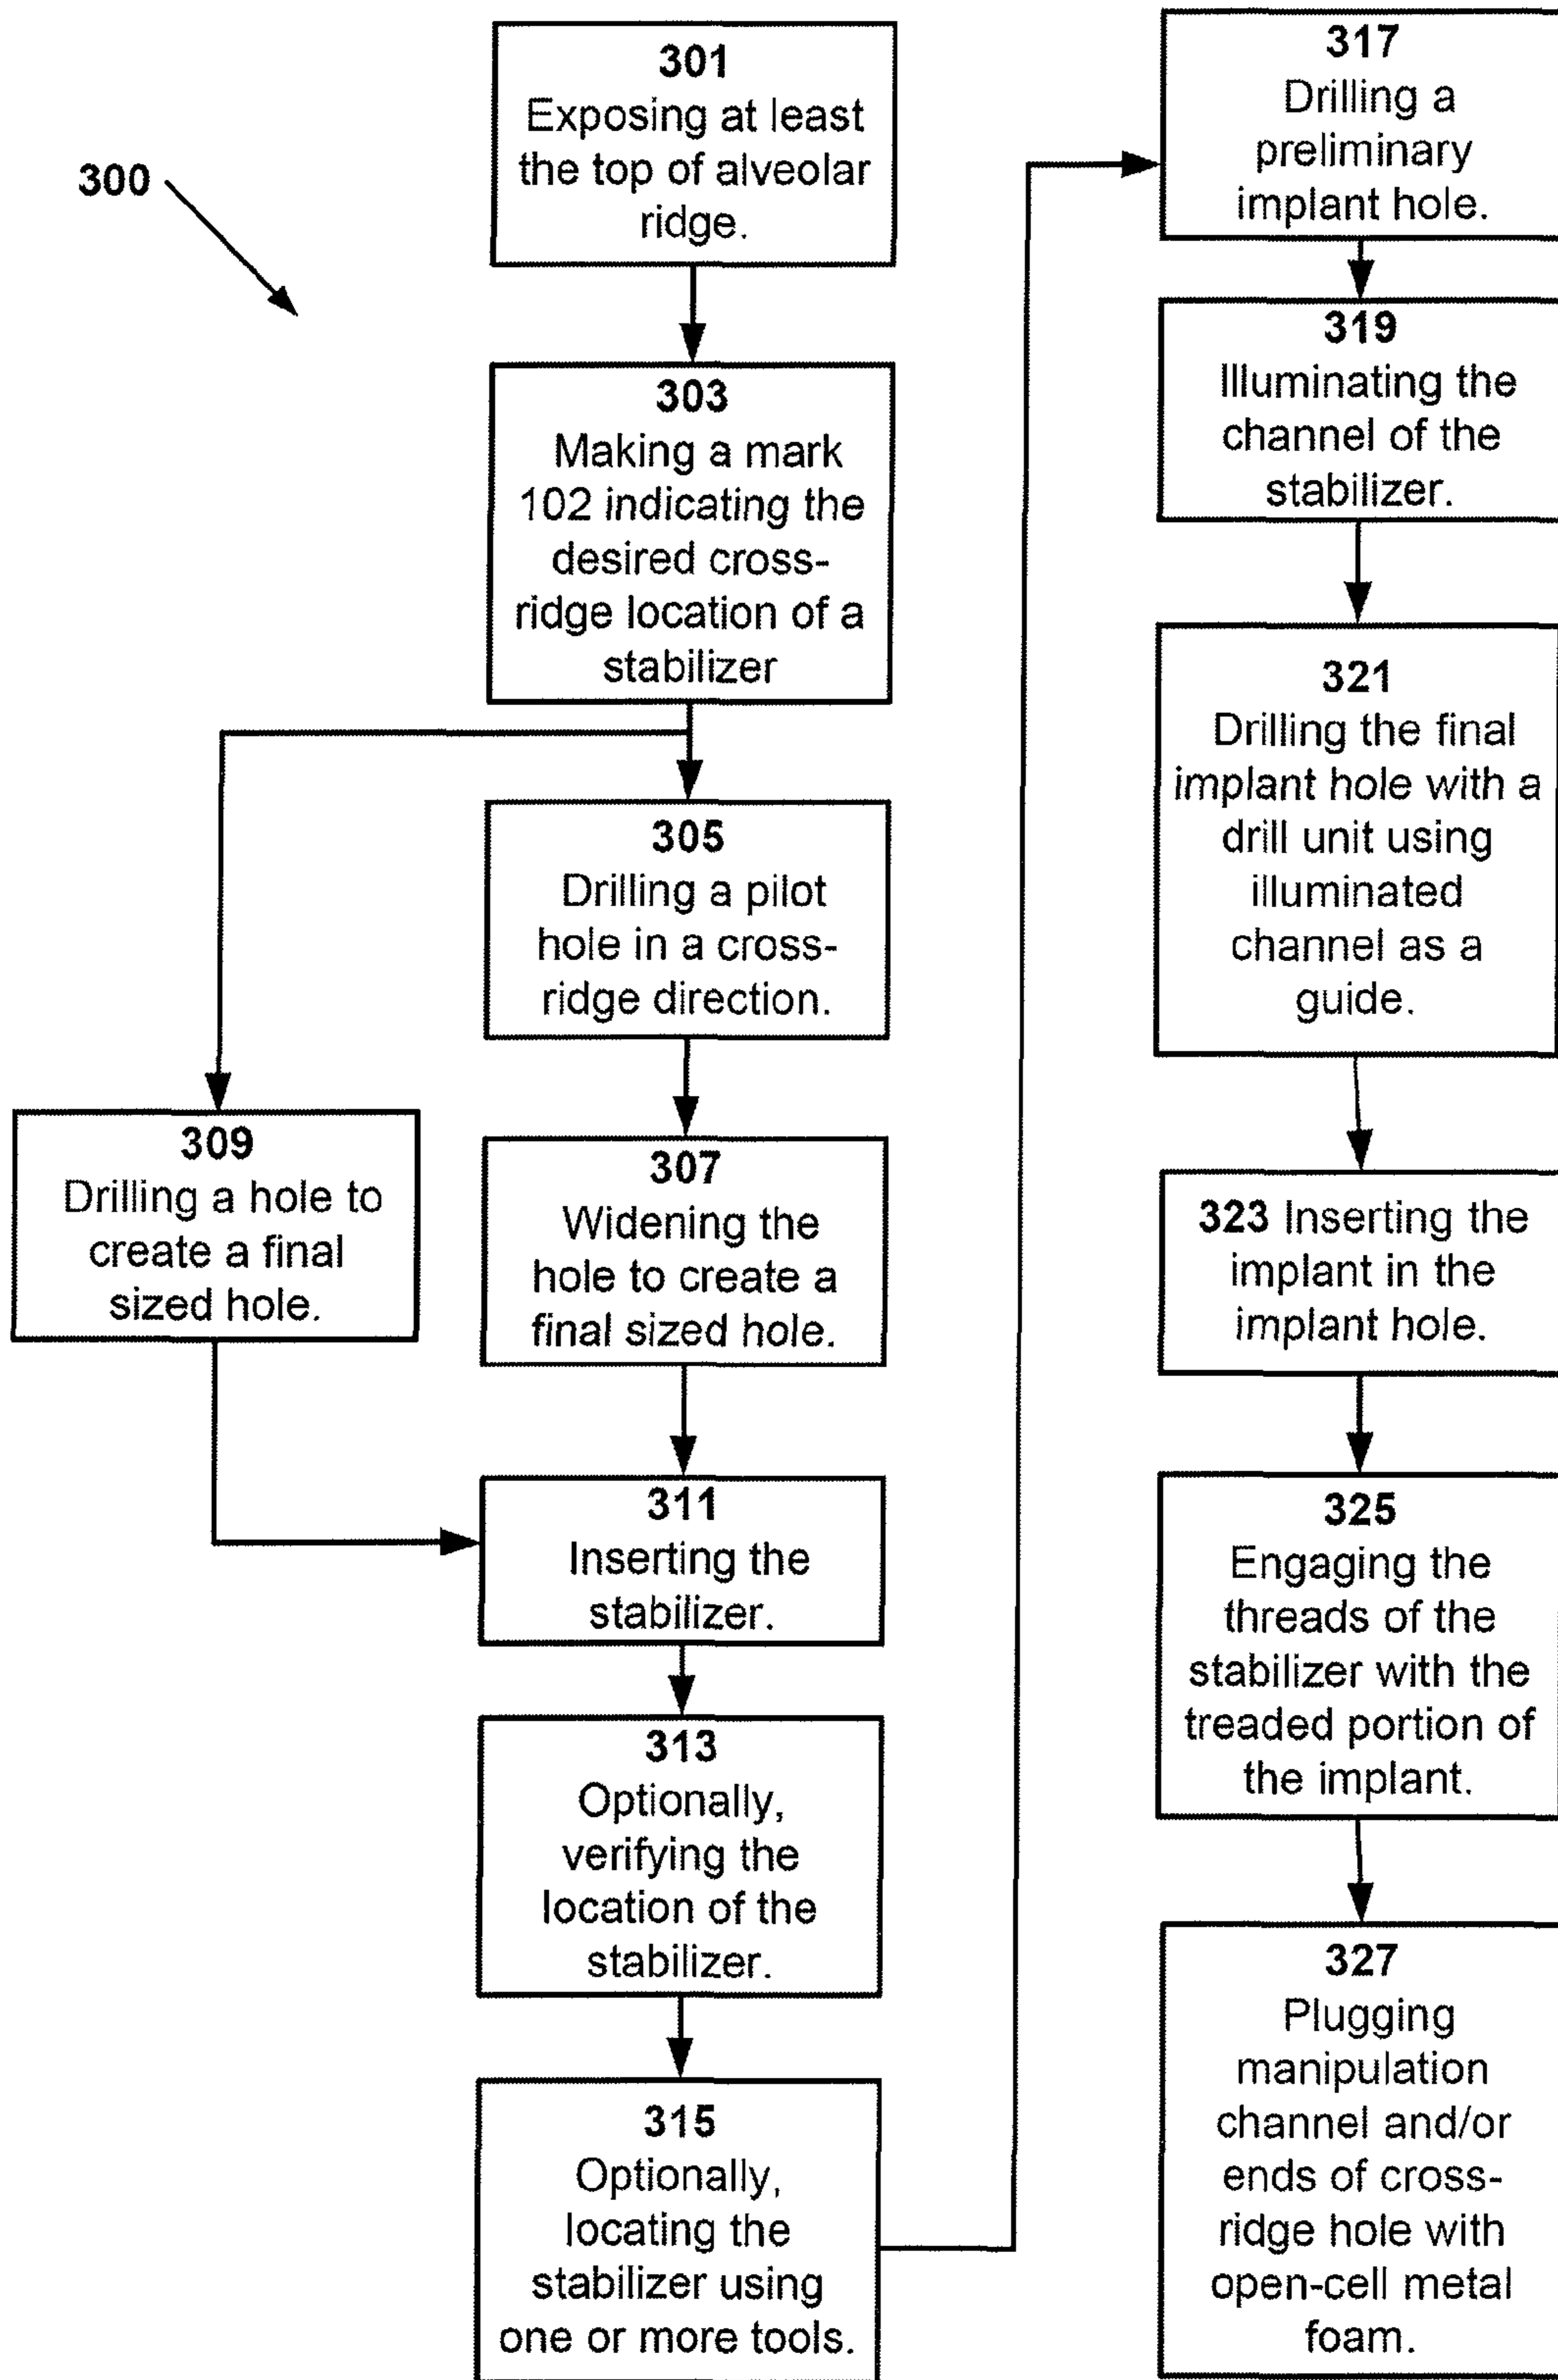 300
301
Exposing at least
the top of alveolar
ridge.
303
Making a mark
102 indicating the
desired cross-
ridge location of a
stabilizer
305
Drilling a pilot
hole in a cross-
ridge direction.
307
Widening the
hole to create a
final sized hole.
309
Drilling a hole to
create a final
sized hole.
311
Inserting the
stabilizer.
313
Optionally,
verifying the
location of the
stabilizer.
315
Optionally,
locating the
stabilizer using
one or more tools.
317
Drilling a
preliminary
implant hole.
319
Illuminating the
channel of the
stabilizer.
321
Drilling the final
implant hole with a
drill unit using
illuminated
channel as a
guide.
323 Inserting the
implant in the
implant hole.
325
Engaging the
threads of the
stabilizer with the
treaded portion of
the implant.
327
Plugging
manipulation
channel and/or
ends of cross-
ridge hole with
open-cell metal
foam.